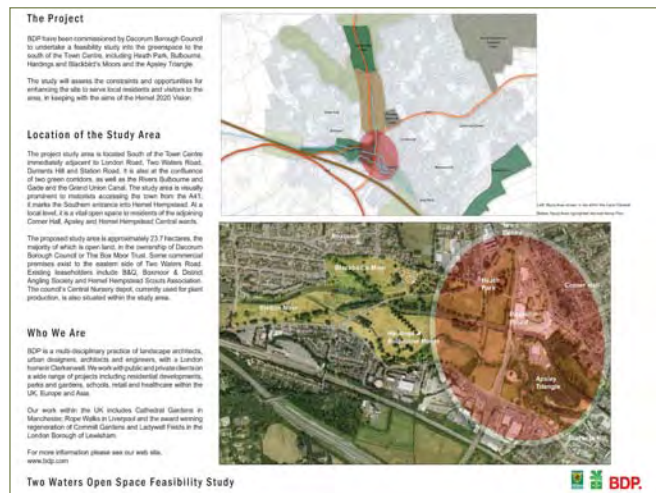 The Project
BDP have been commissioned by Dacorum Borough Council
to undertake a feasibility study into the greenspace to the
south of the Town Centre, including Heath Park, Bulbourne,
Hardings and Blackbird's Moors and the Apsley Triangle.
The study will assess the constraints and opportunities for
enhancing the site to serve local residents and visitors to the
area, in keeping with the aims of the Hemel 2020 Vision.
Location of the Study Area
The project study area is located South of the Town Centre
immediately adjacent to London Road, Two Waters Road,
Durrants Hill and Station Road. It is also at the confluence
of two green corridors, as well as the Rivers Bulbourne and
Gade and the Grand Union Canal. The study area is visually
prominent to motorists accessing the town from the A41;
it marks the Southern entrance into Hemel Hempstead. At a
local level, it is a vital open space to residents of the adjoining
Corner Hall, Apsley and Hemel Hempstead Central wards.
The proposed study area is approximately 23.7 hectares, the
majority of which is open land, in the ownership of Dacorum
Borough Council or The Box Moor Trust. Some commercial
premises exist to the eastern side of Two Waters Road.
Existing leaseholders include B&Q, Boxmoor & District
Angling Society and Hemel Hempstead Scouts Association.
The council's Central Nursery depot, currently used for plant
production, is also situated within the study area.
Who We Are
BDP is a multi-disciplinary practice of landscape architects,
urban designers, architects and engineers, with a London
home in Clerkenwell. We work with public and private clients on
a wide range of projects including residential developments,
parks and gardens, schools, retail and healthcare within the
UK, Europe and Asia.
Our work within the UK includes Cathedral Gardens in
Manchester, Rope Walks in Liverpool and the award winning
regeneration of Cornmill Gardens and Ladywell Fields in the
London Borough of Lewisham.
For more information please see our web site.
www.bdp.com
Blackbird's Moor
Heath
Park
Corner Hall
Station Moor
Apsley
Triangle
Two Waters Open Space Feasibility Study
BDP.